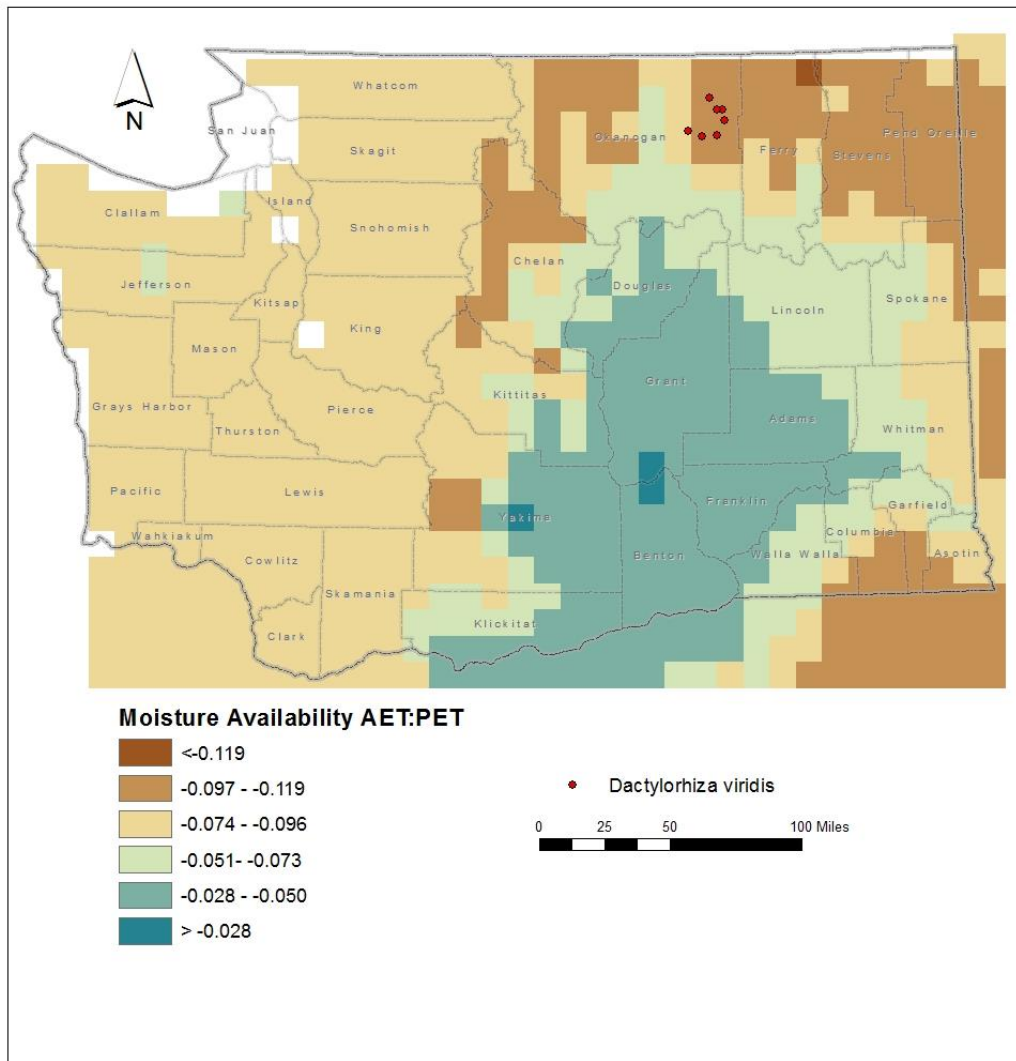 N
Whatcom
San Juan
Okanogan
Pend Oreille
Skagit
Ferry
Stevens
Island
Clallam
Snohomish
Chelan
Jefferson
Douglas
Spokane
Kitsap
Lincoln
King
Mason
Grant
Kittitas
Grays Harbor
Pierce
Adams
Thurston
Whitman
Pacific
Lewis
Franklin
Garfield
Yakima
Columbia
Wahkiakum
Benton
Walla Walla
Asotin
Cowlitz
Skamania
Klickitat
Clark
Moisture Availability AET:PET
<-0.119
-0.097 - -0.119
-0.074 - -0.096
-0.051- -0.073
-0.028 - -0.050
> -0.028
Dactylorhiza viridis
0 25 50 100 Miles